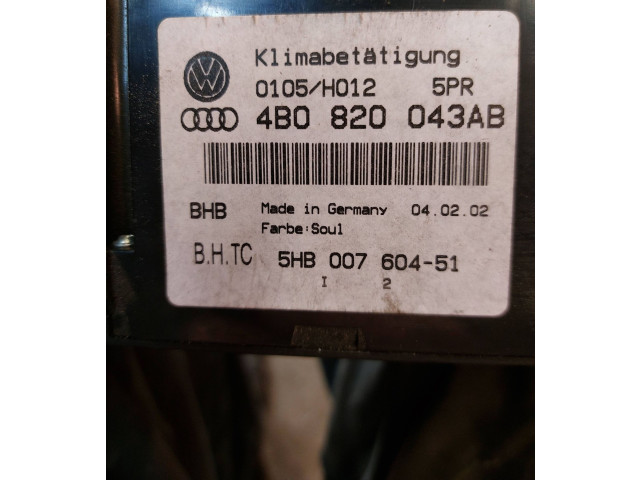 Klimabetätigung
0105/H012 5PR
4B0 820 043AB
BHB Made in Germany 04.02.02
Farbe:Soul
B.H.TC 5HB 007 604-51
I 2